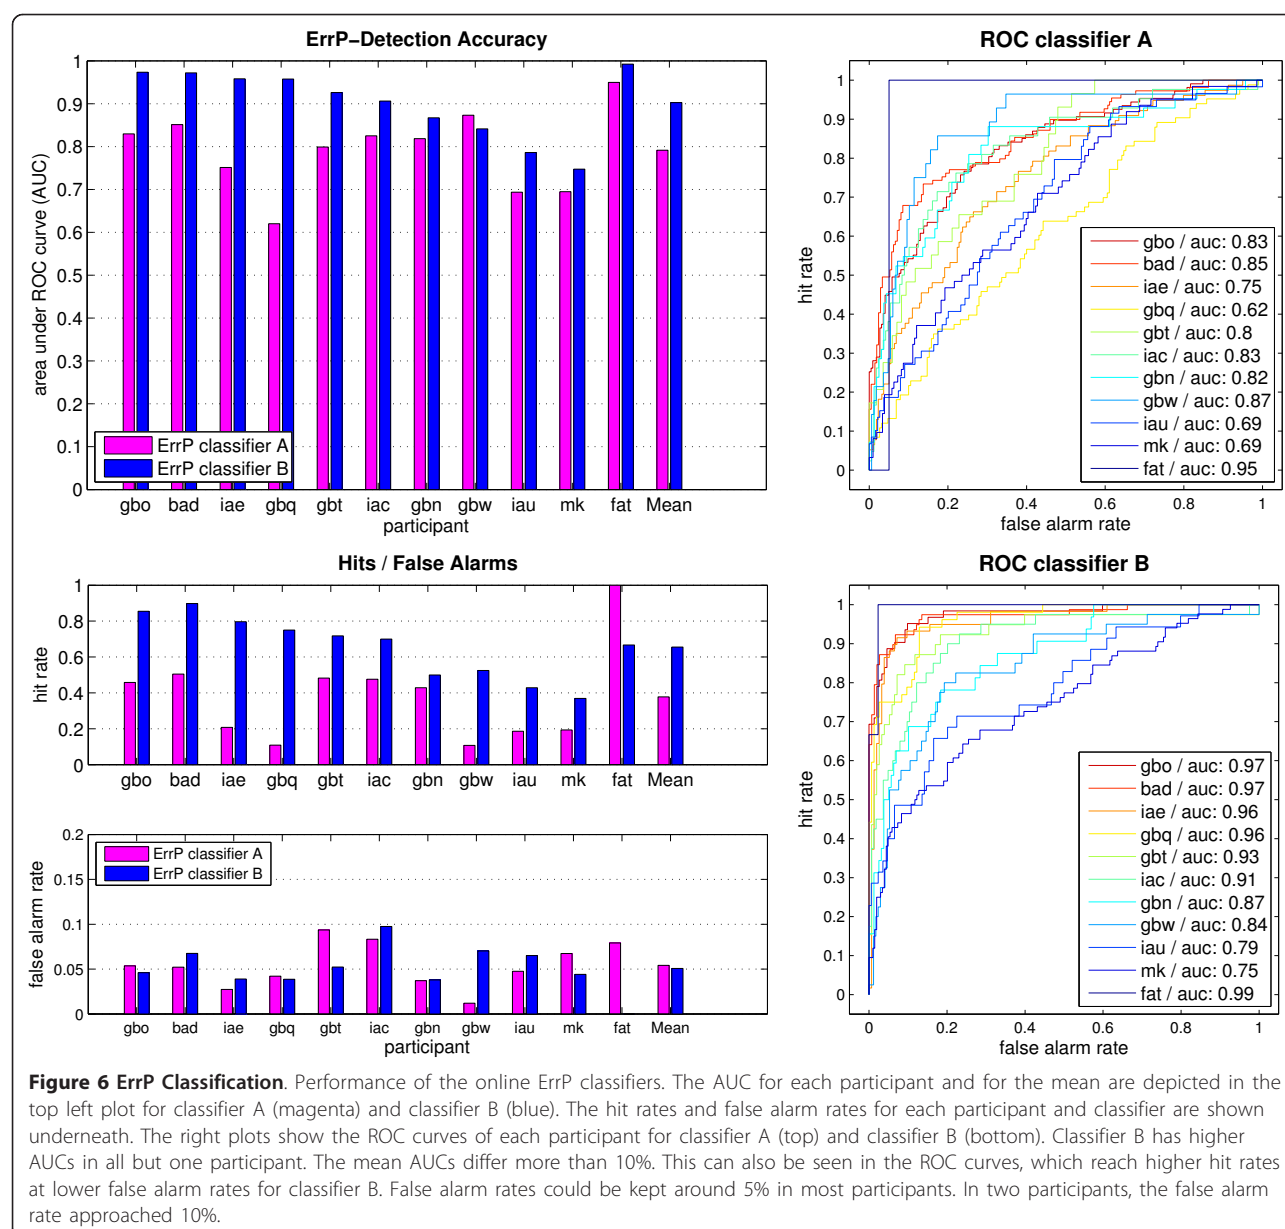 ErrP–Detection Accuracy
area under ROC curve (AUC)
1
0.9
0.8
0.7
0.6
0.5
0.4
0.3
0.2
0.1
0
ErrP classifier A
ErrP classifier B
gbo bad iae gbq gbt iac gbn gbw iau mk fat Mean
participant
ROC classifier A
hit rate
1
0.9
0.8
0.7
0.6
0.5
0.4
0.3
0.2
0.1
0
gbo / auc: 0.83
bad / auc: 0.85
iae / auc: 0.75
gbq / auc: 0.62
gbt / auc: 0.8
iac / auc: 0.83
gbn / auc: 0.82
gbw / auc: 0.87
iau / auc: 0.69
mk / auc: 0.69
fat / auc: 0.95
0 0.2 0.4 0.6 0.8 1
false alarm rate
Hits / False Alarms
hit rate
1
0.8
0.6
0.4
0.2
0
gbo bad iae gbq gbt iac gbn gbw iau mk fat Mean
false alarm rate
0.2
0.15
0.1
0.05
0
ErrP classifier A
ErrP classifier B
gbo bad iae gbq gbt iac gbn gbw iau mk fat Mean
participant
ROC classifier B
hit rate
1
0.9
0.8
0.7
0.6
0.5
0.4
0.3
0.2
0.1
0
gbo / auc: 0.97
bad / auc: 0.97
iae / auc: 0.96
gbq / auc: 0.96
gbt / auc: 0.93
iac / auc: 0.91
gbn / auc: 0.87
gbw / auc: 0.84
iau / auc: 0.79
mk / auc: 0.75
fat / auc: 0.99
0 0.2 0.4 0.6 0.8 1
false alarm rate
Figure 6 ErrP Classification. Performance of the online ErrP classifiers. The AUC for each participant and for the mean are depicted in the
top left plot for classifier A (magenta) and classifier B (blue). The hit rates and false alarm rates for each participant and classifier are shown
underneath. The right plots show the ROC curves of each participant for classifier A (top) and classifier B (bottom). Classifier B has higher
AUCs in all but one participant. The mean AUCs differ more than 10%. This can also be seen in the ROC curves, which reach higher hit rates
at lower false alarm rates for classifier B. False alarm rates could be kept around 5% in most participants. In two participants, the false alarm
rate approached 10%.